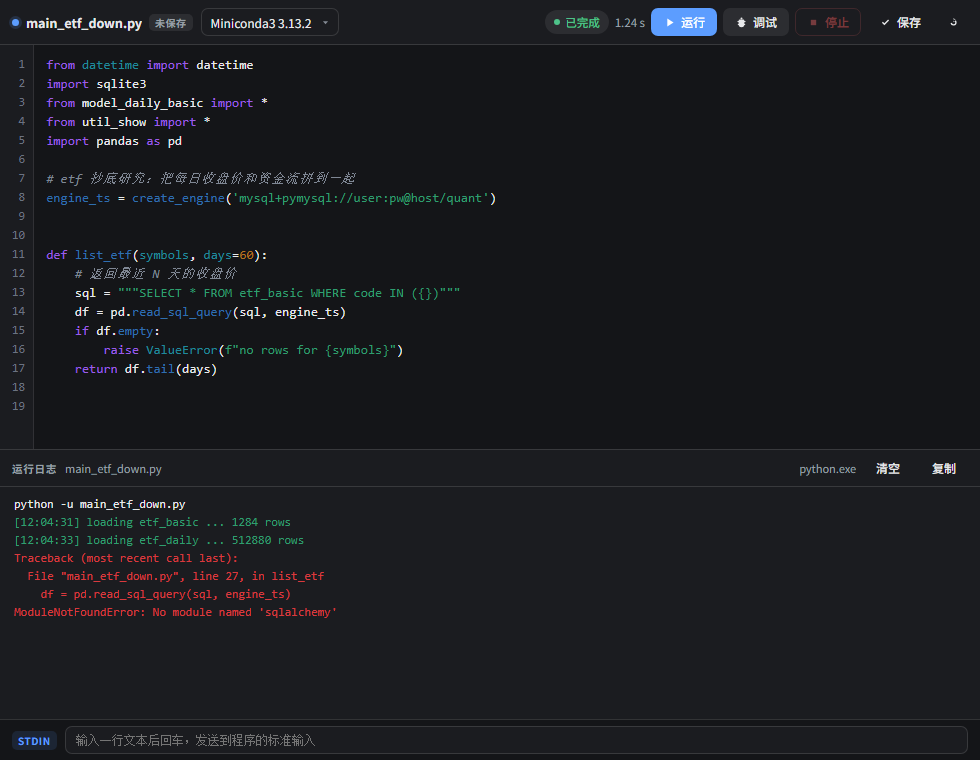 main_etf_down.py 未保存 Miniconda3 3.13.2 已完成 1.24 s 运行 调试 停止 保存
1 from datetime import datetime
2 import sqlite3
3 from model_daily_basic import *
4 from util_show import *
5 import pandas as pd
6
7 # etf 抄底研究: 把每日收盘价和资金流拼到一起
8 engine_ts = create_engine('mysql+pymysql://user:pw@host/quant')
9
10
11 def list_etf(symbols, days=60):
12     # 返回最近 N 天的收盘价
13     sql = """SELECT * FROM etf_basic WHERE code IN ({})"""
14     df = pd.read_sql_query(sql, engine_ts)
15     if df.empty:
16         raise ValueError(f"no rows for {symbols}")
17     return df.tail(days)
18
19
运行日志 main_etf_down.py python.exe 清空 复制
python -u main_etf_down.py
[12:04:31] loading etf_basic ... 1284 rows
[12:04:33] loading etf_daily ... 512880 rows
Traceback (most recent call last):
  File "main_etf_down.py", line 27, in list_etf
    df = pd.read_sql_query(sql, engine_ts)
ModuleNotFoundError: No module named 'sqlalchemy'
STDIN 输入一行文本后回车，发送到程序的标准输入